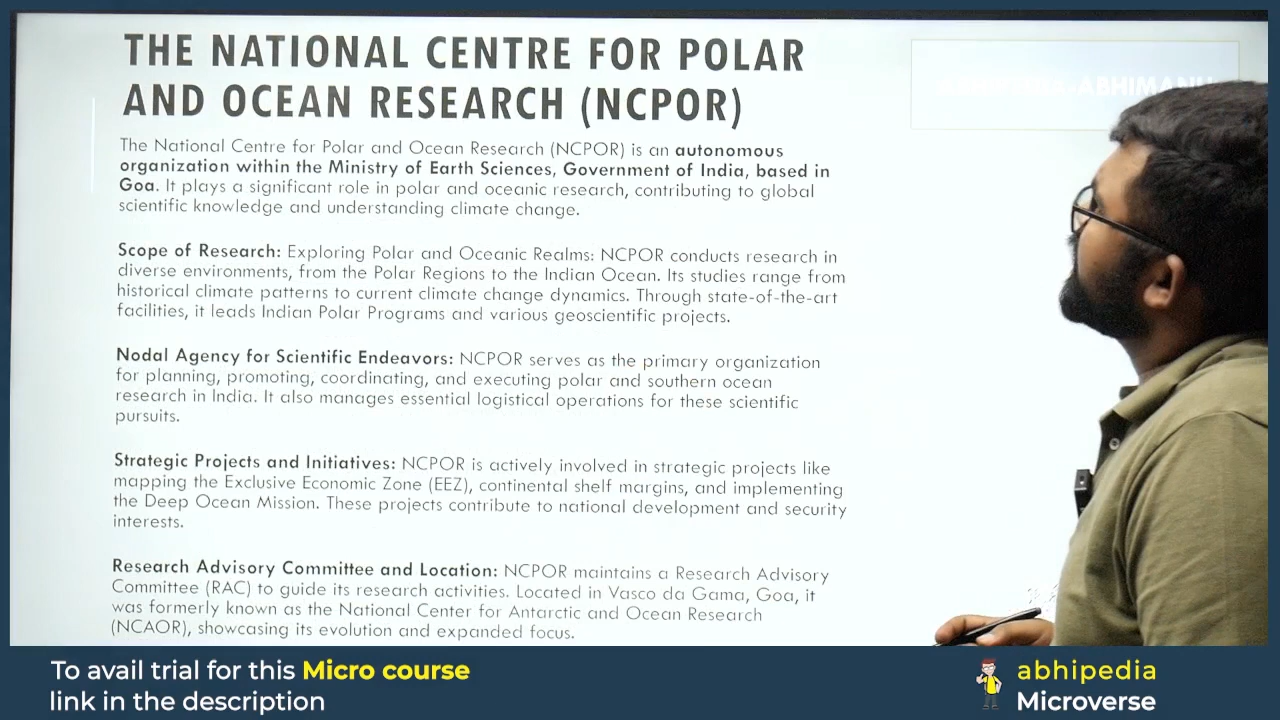 THE NATIONAL CENTRE FOR POLAR
AND OCEAN RESEARCH (NCPOR)
The National Centre for Polar and Ocean Research (NCPOR) is an autonomous
organization within the Ministry of Earth Sciences, Government of India, based in
Goa. It plays a significant role in polar and oceanic research, contributing to global
scientific knowledge and understanding climate change.
Scope of Research: Exploring Polar and Oceanic Realms: NCPOR conducts research in
diverse environments, from the Polar Regions to the Indian Ocean. Its studies range from
historical climate patterns to current climate change dynamics. Through state-of-the-art
facilities, it leads Indian Polar Programs and various geoscientific projects.
Nodal Agency for Scientific Endeavors: NCPOR serves as the primary organization
for planning, promoting, coordinating, and executing polar and southern ocean
research in India. It also manages essential logistical operations for these scientific
pursuits.
Strategic Projects and Initiatives: NCPOR is actively involved in strategic projects like
mapping the Exclusive Economic Zone (EEZ), continental shelf margins, and implementing
the Deep Ocean Mission. These projects contribute to national development and security
interests.
Research Advisory Committee and Location: NCPOR maintains a Research Advisory
Committee (RAC) to guide its research activities. Located in Vasco da Gama, Goa, it
was formerly known as the National Center for Antarctic and Ocean Research
(NCAOR), showcasing its evolution and expanded focus.
To avail trial for this Micro course
link in the description
abhipedia
Microverse